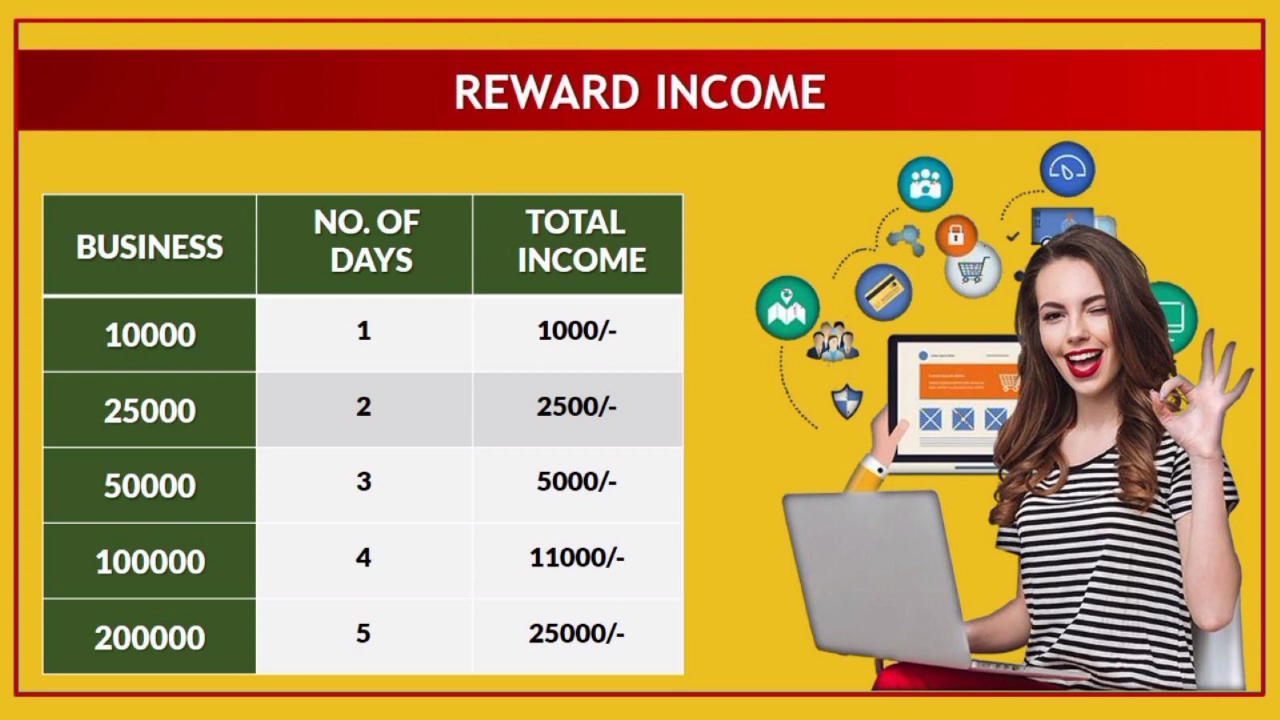 REWARD INCOME
BUSINESS NO. OF DAYS TOTAL INCOME
10000 1 1000/-
25000 2 2500/-
50000 3 5000/-
100000 4 11000/-
200000 5 25000/-